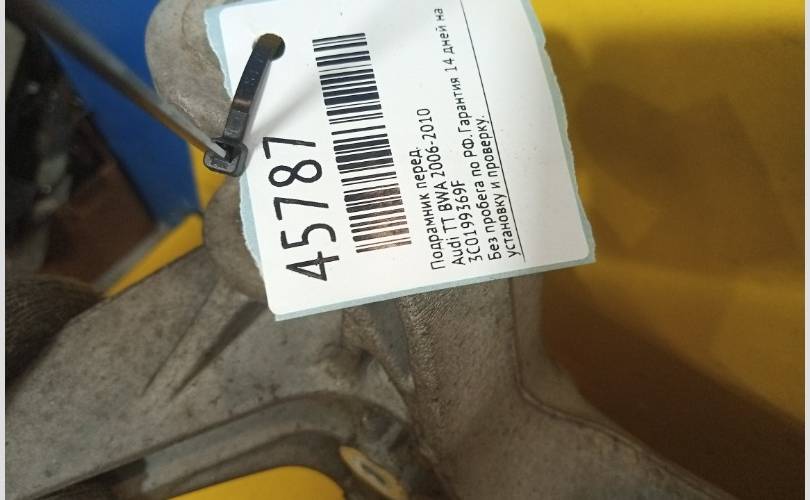 45787
Подрамник перед.
Audi TT BWA 2006-2010
3C0199369F
Без пробега по РФ. Гарантия 14 дней на
установку и проверку.